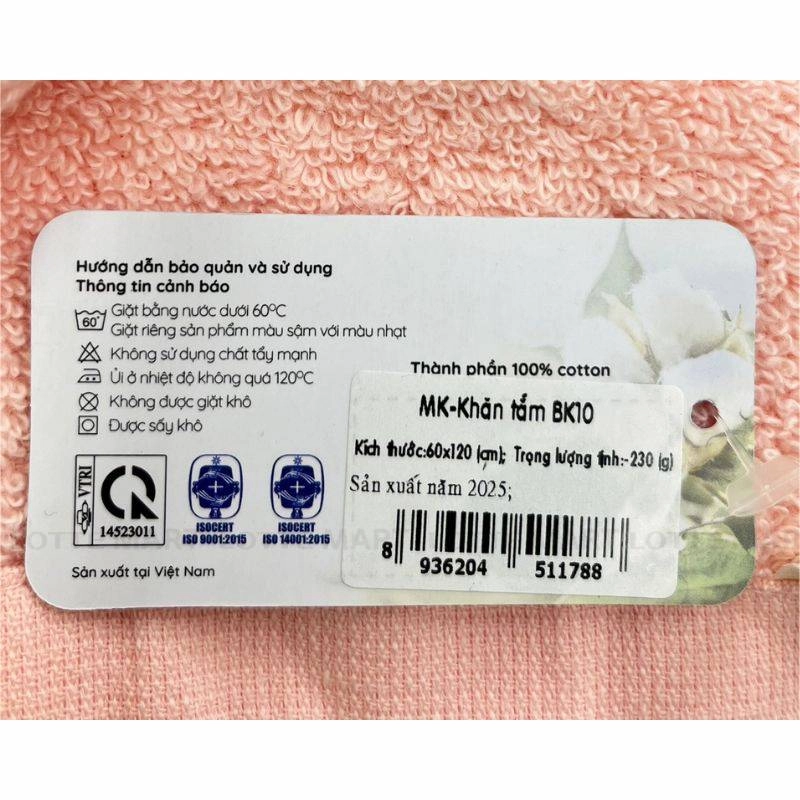 Hướng dẫn bảo quản và sử dụng
Thông tin cảnh báo
60°
Giặt bằng nước dưới 60ºC
Giặt riêng sản phẩm màu sậm với màu nhạt
Không sử dụng chất tẩy mạnh
Ủi ở nhiệt độ không quá 120ºC
Không được giặt khô
Được sấy khô
VTRI
14523011
ISOCERT
ISO 9001:2015
ISOCERT
ISO 14001:2015
Sản xuất tại Việt Nam
Thành phần 100% cotton
MK-Khăn tắm BK10
Kích thước:60x120 (cm); Trọng lượng tịnh:-230 (g)
Sản xuất năm 2025;
8 936204 511788
LOTTE MART